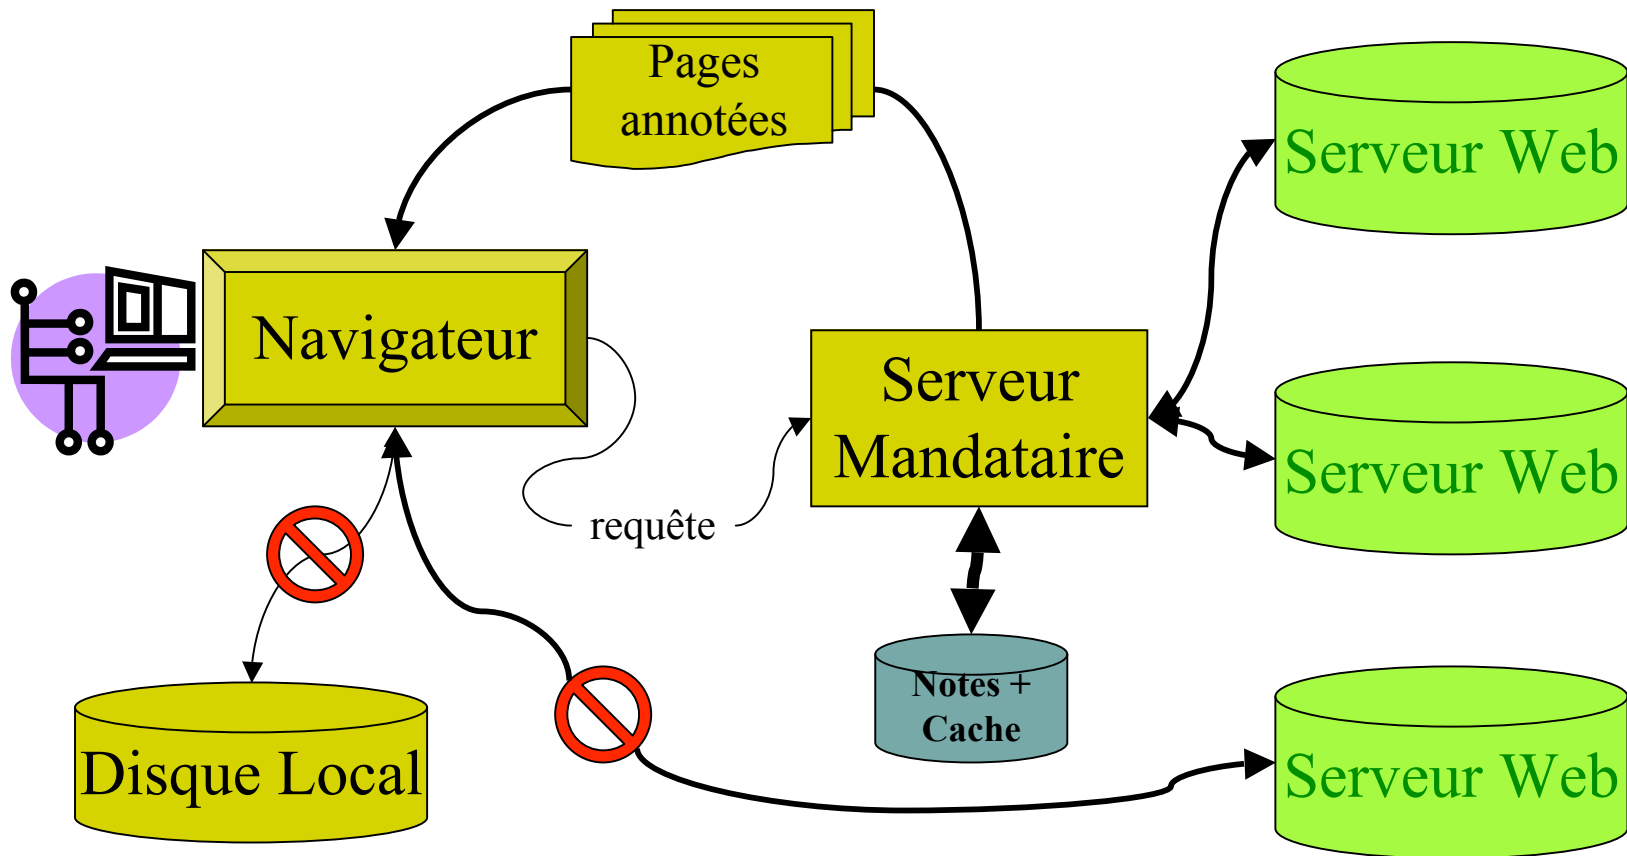 Pages
annotées
Serveur Web
Navigateur
Serveur
Mandataire
Serveur Web
requête
Notes +
Cache
Disque Local
Serveur Web